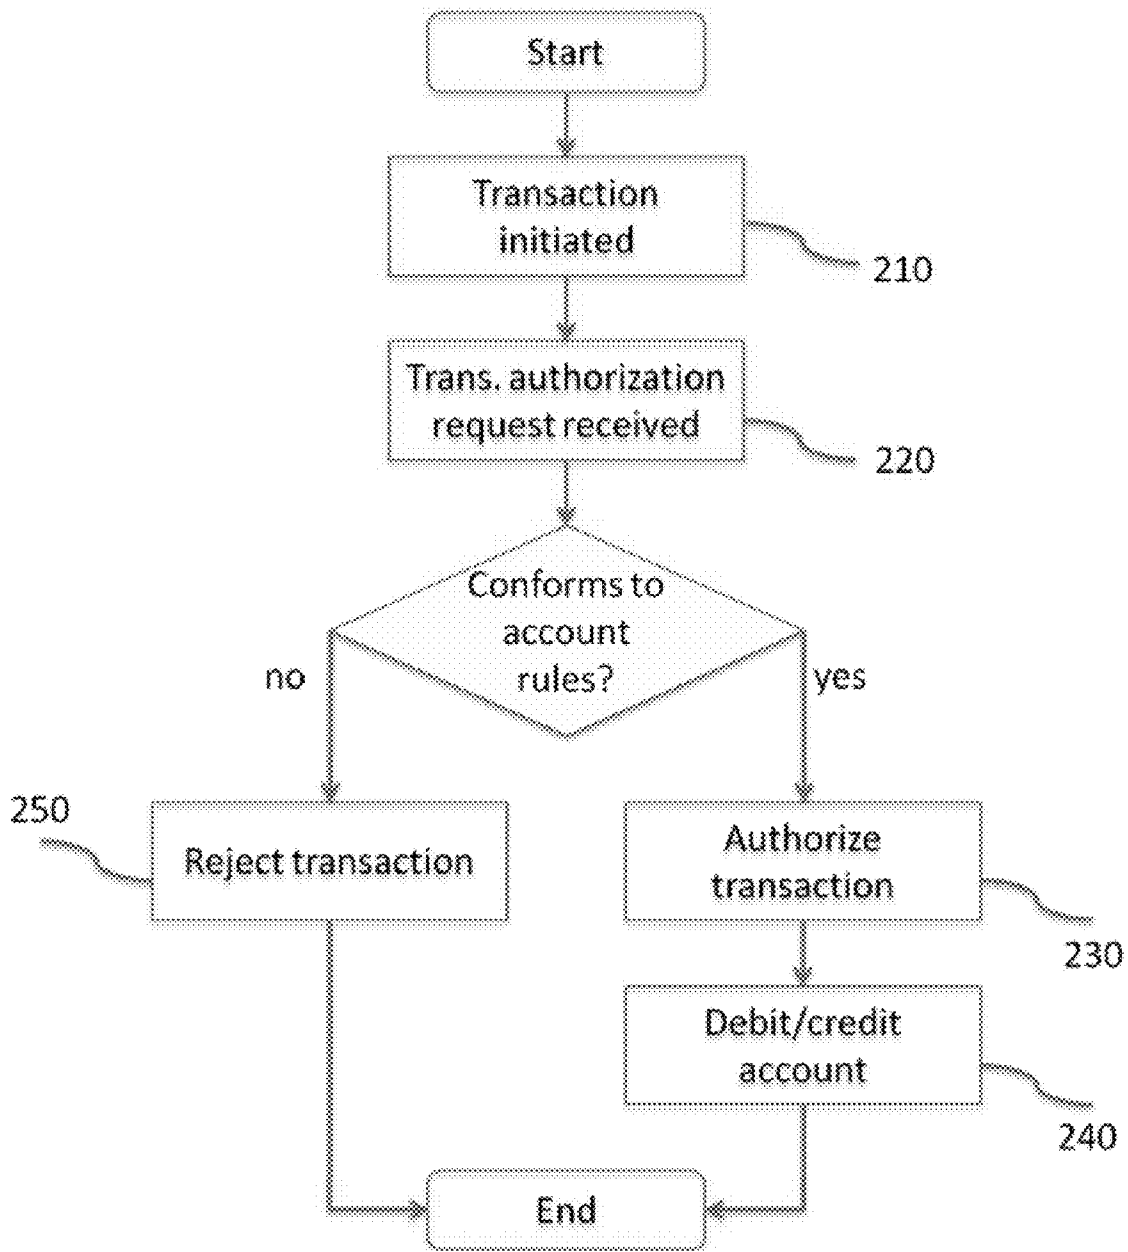 Start
Transaction
initiated
210
Trans. authorization
request received
220
Conforms to
account
rules?
no
yes
250
Reject transaction
Authorize
transaction
230
Debit/credit
account
240
End